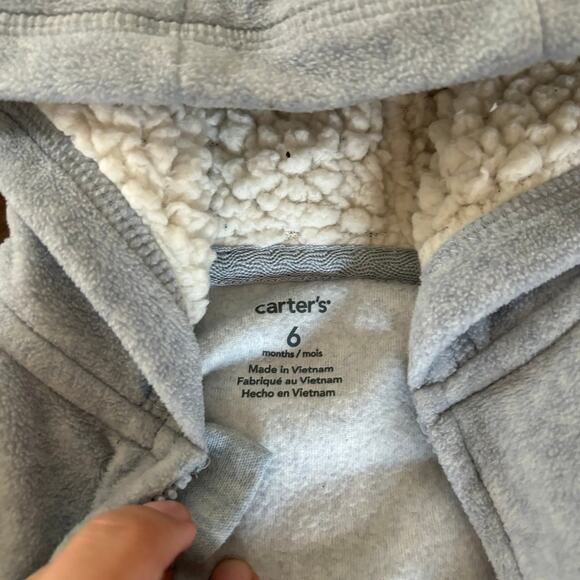 carter's
6
months / mois
Made in Vietnam
Fabriqué au Vietnam
Hecho en Vietnam